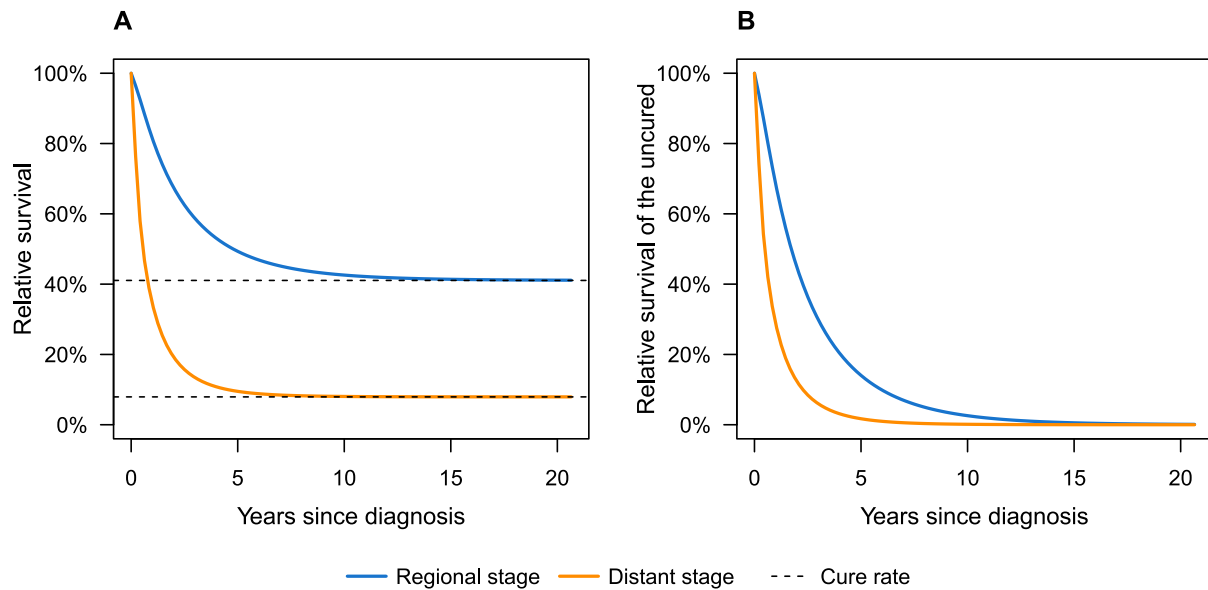 A
Relative survival
100%
80%
60%
40%
20%
0%
0 5 10 15 20
Years since diagnosis
B
Relative survival of the uncured
100%
80%
60%
40%
20%
0%
0 5 10 15 20
Years since diagnosis
Regional stage Distant stage Cure rate